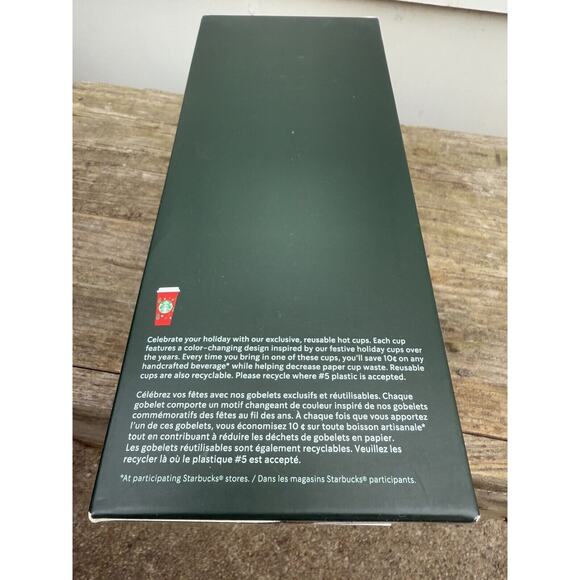 Celebrate your holiday with our exclusive, reusable hot cups. Each cup
features a color-changing design inspired by our festive holiday cups over
the years. Every time you bring in one of these cups, you'll save 10¢ on any
handcrafted beverage* while helping decrease paper cup waste. Reusable
cups are also recyclable. Please recycle where #5 plastic is accepted.
Célébrez vos fêtes avec nos gobelets exclusifs et réutilisables. Chaque
gobelet comporte un motif changeant de couleur inspiré de nos gobelets
commémoratifs des fêtes au fil des ans. À chaque fois que vous apportez
l'un de ces gobelets, vous économisez 10 ¢ sur toute boisson artisanale*
tout en contribuant à réduire les déchets de gobelets en papier.
Les gobelets réutilisables sont également recyclables. Veuillez les
recycler là où le plastique #5 est accepté.
*At participating Starbucks® stores. / Dans les magasins Starbucks® participants.